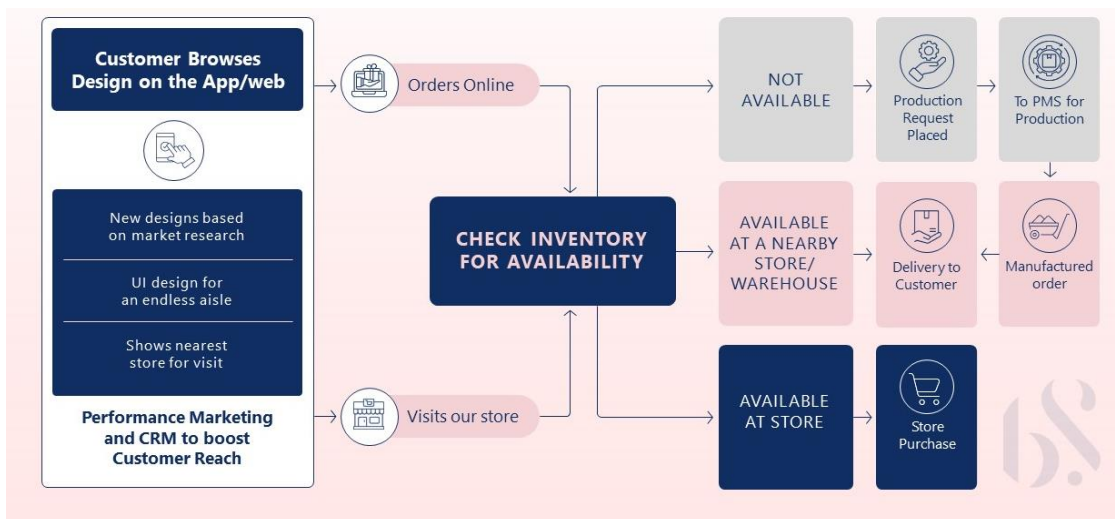 Customer Browses
Design on the App/web
New designs based
on market research
UI design for
an endless aisle
Shows nearest
store for visit
Performance Marketing
and CRM to boost
Customer Reach
Orders Online
Visits our store
CHECK INVENTORY
FOR AVAILABILITY
NOT
AVAILABLE
Production
Request
Placed
To PMS for
Production
AVAILABLE
AT A NEARBY
STORE/
WAREHOUSE
Delivery to
Customer
Manufactured
order
AVAILABLE
AT STORE
Store
Purchase